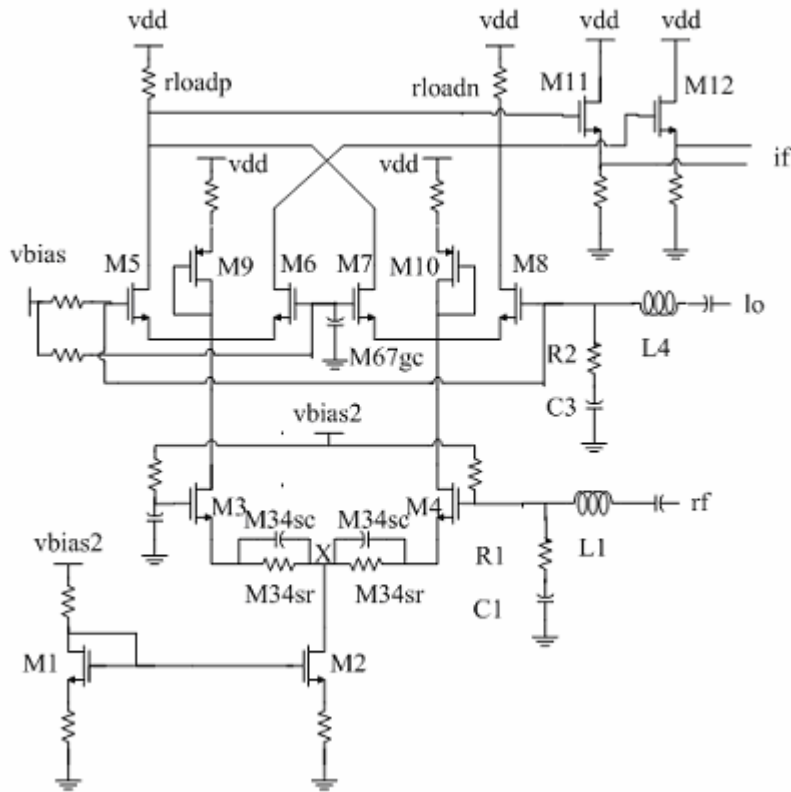 vdd vdd vdd vdd
rloadp rloadn M11 M12
vdd vdd if
vbias M5 M9 M6 M7 M10 M8
lo
M67gc R2 L4
C3
vbias2
M3 M4 rf
M34sc M34sc
X L1
vbias2 R1
M34sr M34sr
C1
M1 M2